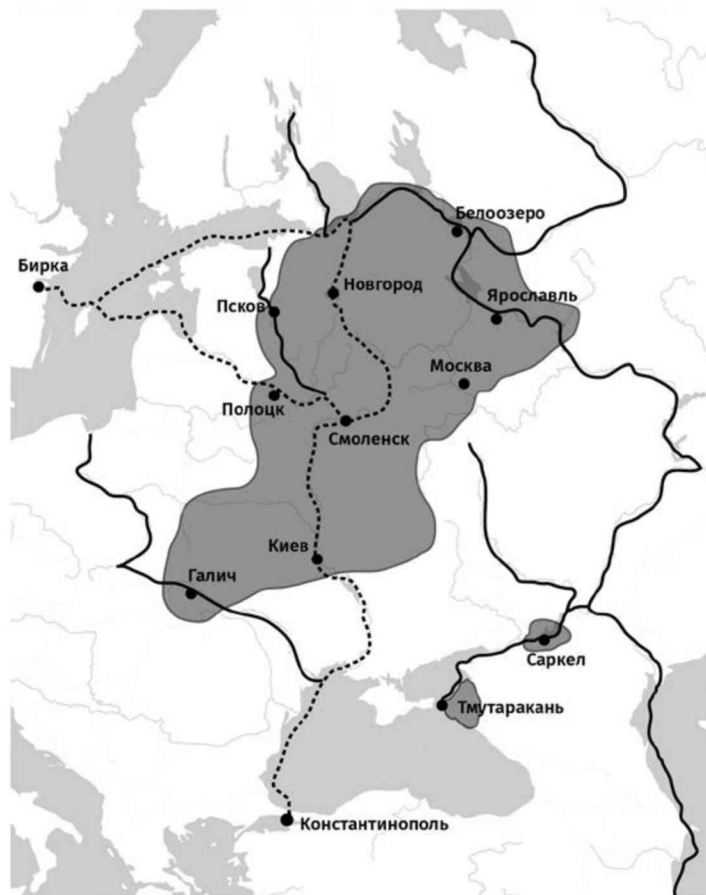 Белоозеро
Бирка
Новгород
Ярославль
Псков
Москва
Полоцк
Смоленск
Киев
Галич
Саркел
Тмутаракань
Константинополь